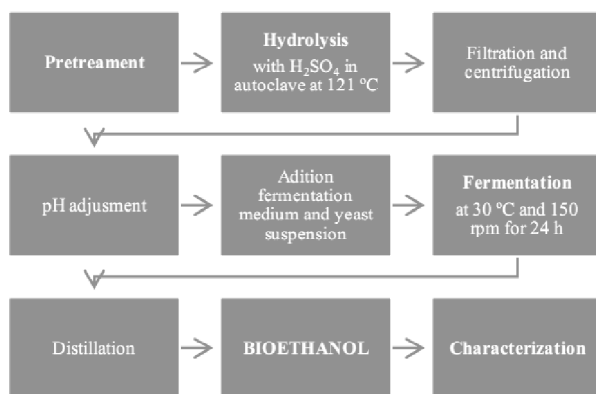 Pretreament
Hydrolysis
with H₂SO₄ in
autoclave at 121 ºC
Filtration and
centrifugation
pH adjusment
Adition
fermentation
medium and yeast
suspension
Fermentation
at 30 ºC and 150
rpm for 24 h
Distillation
BIOETHANOL
Characterization